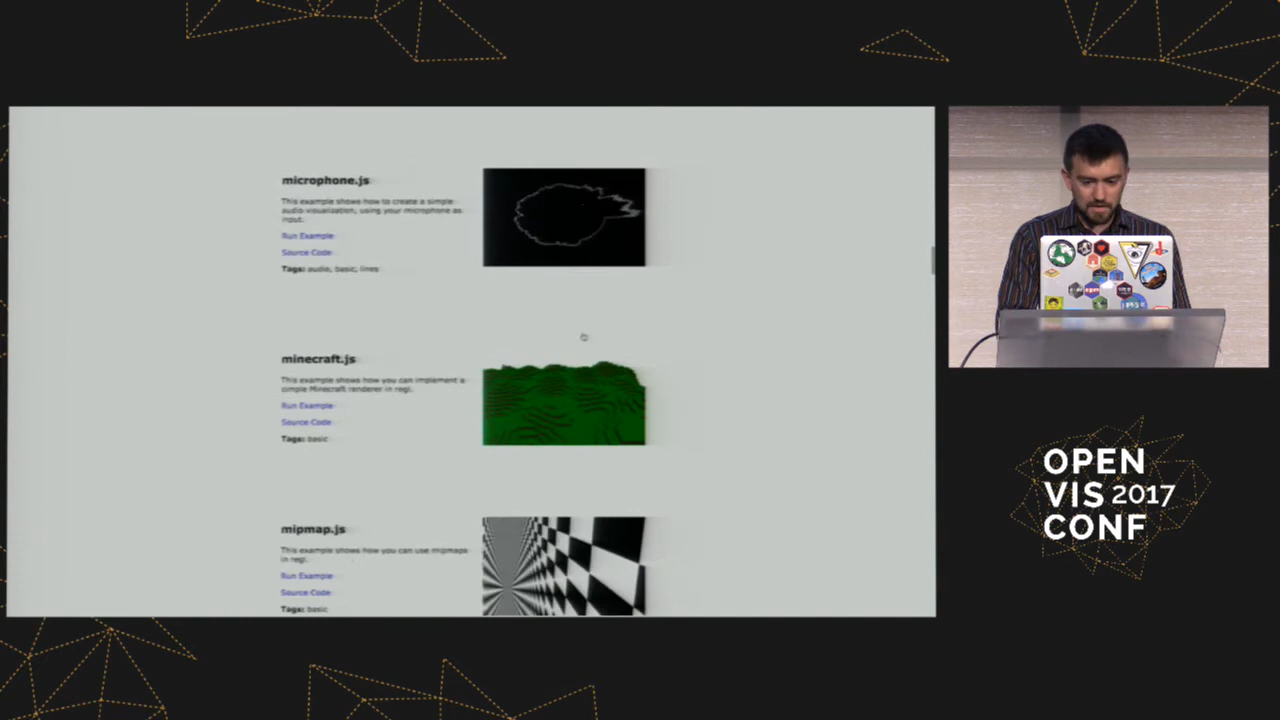 microphone.js
This example shows how to create a simple
audio visualization, using your microphone as
input.
Run Example
Source Code
Tags: audio, basic, lines
minecraft.js
This example shows how you can implement a
simple Minecraft renderer in regl.
Run Example
Source Code
Tags: basic
mipmap.js
This example shows how you can use mipmaps
in regl.
Run Example
Source Code
Tags: basic
OPEN
VIS 2017
CONF